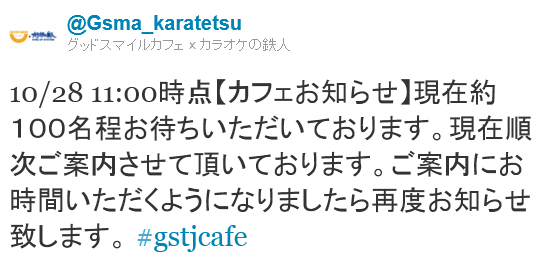 @Gsma_karatetsu
グッドスマイルカフェ×カラオケの鉄人
10/28 11:00時点【カフェお知らせ】現在約
１００名程お待ちいただいております。現在順
次ご案内させて頂いております。ご案内にお
時間いただくようになりましたら再度お知らせ
致します。 #gstjcafe